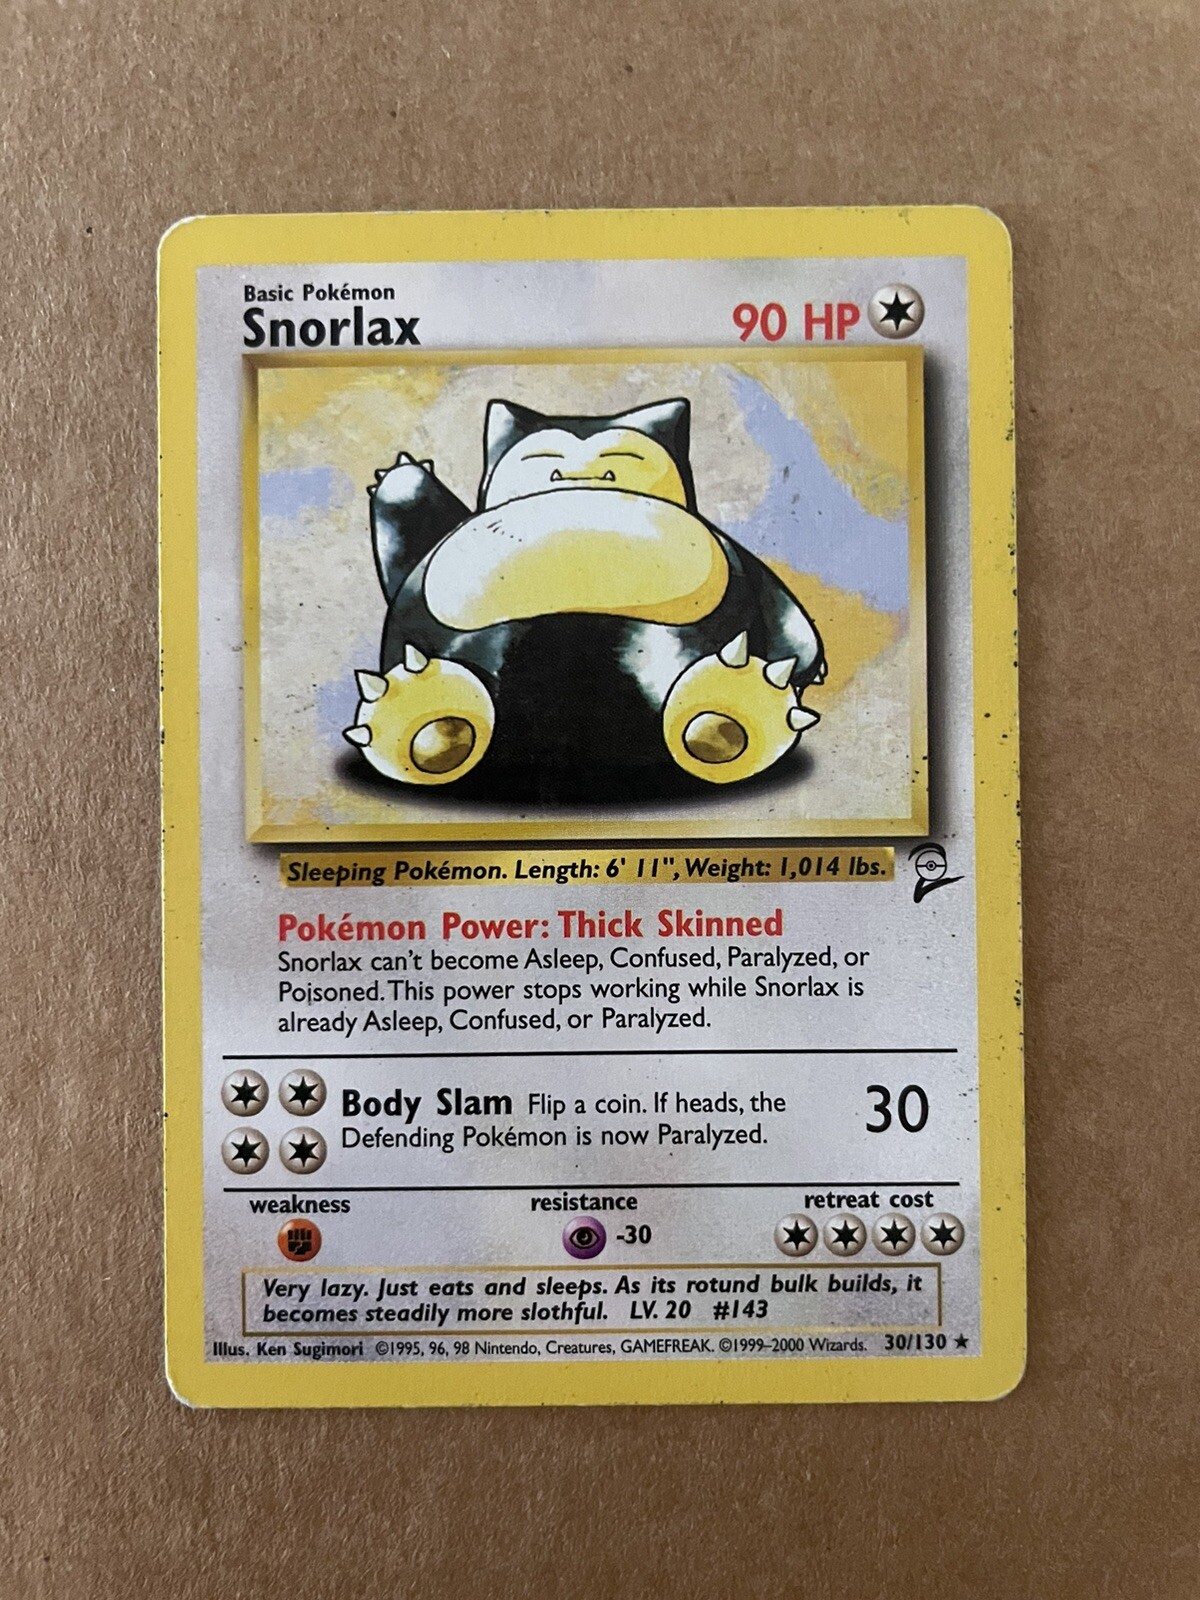 Basic Pokémon
Snorlax 90 HP
Sleeping Pokémon. Length: 6' 11", Weight: 1,014 lbs.
Pokémon Power: Thick Skinned
Snorlax can't become Asleep, Confused, Paralyzed, or
Poisoned. This power stops working while Snorlax is
already Asleep, Confused, or Paralyzed.
Body Slam Flip a coin. If heads, the
Defending Pokémon is now Paralyzed.
30
weakness resistance retreat cost
-30
Very lazy. Just eats and sleeps. As its rotund bulk builds, it
becomes steadily more slothful. LV. 20 #143
Illus. Ken Sugimori ©1995, 96, 98 Nintendo, Creatures, GAMEFREAK. ©1999–2000 Wizards. 30/130 ★